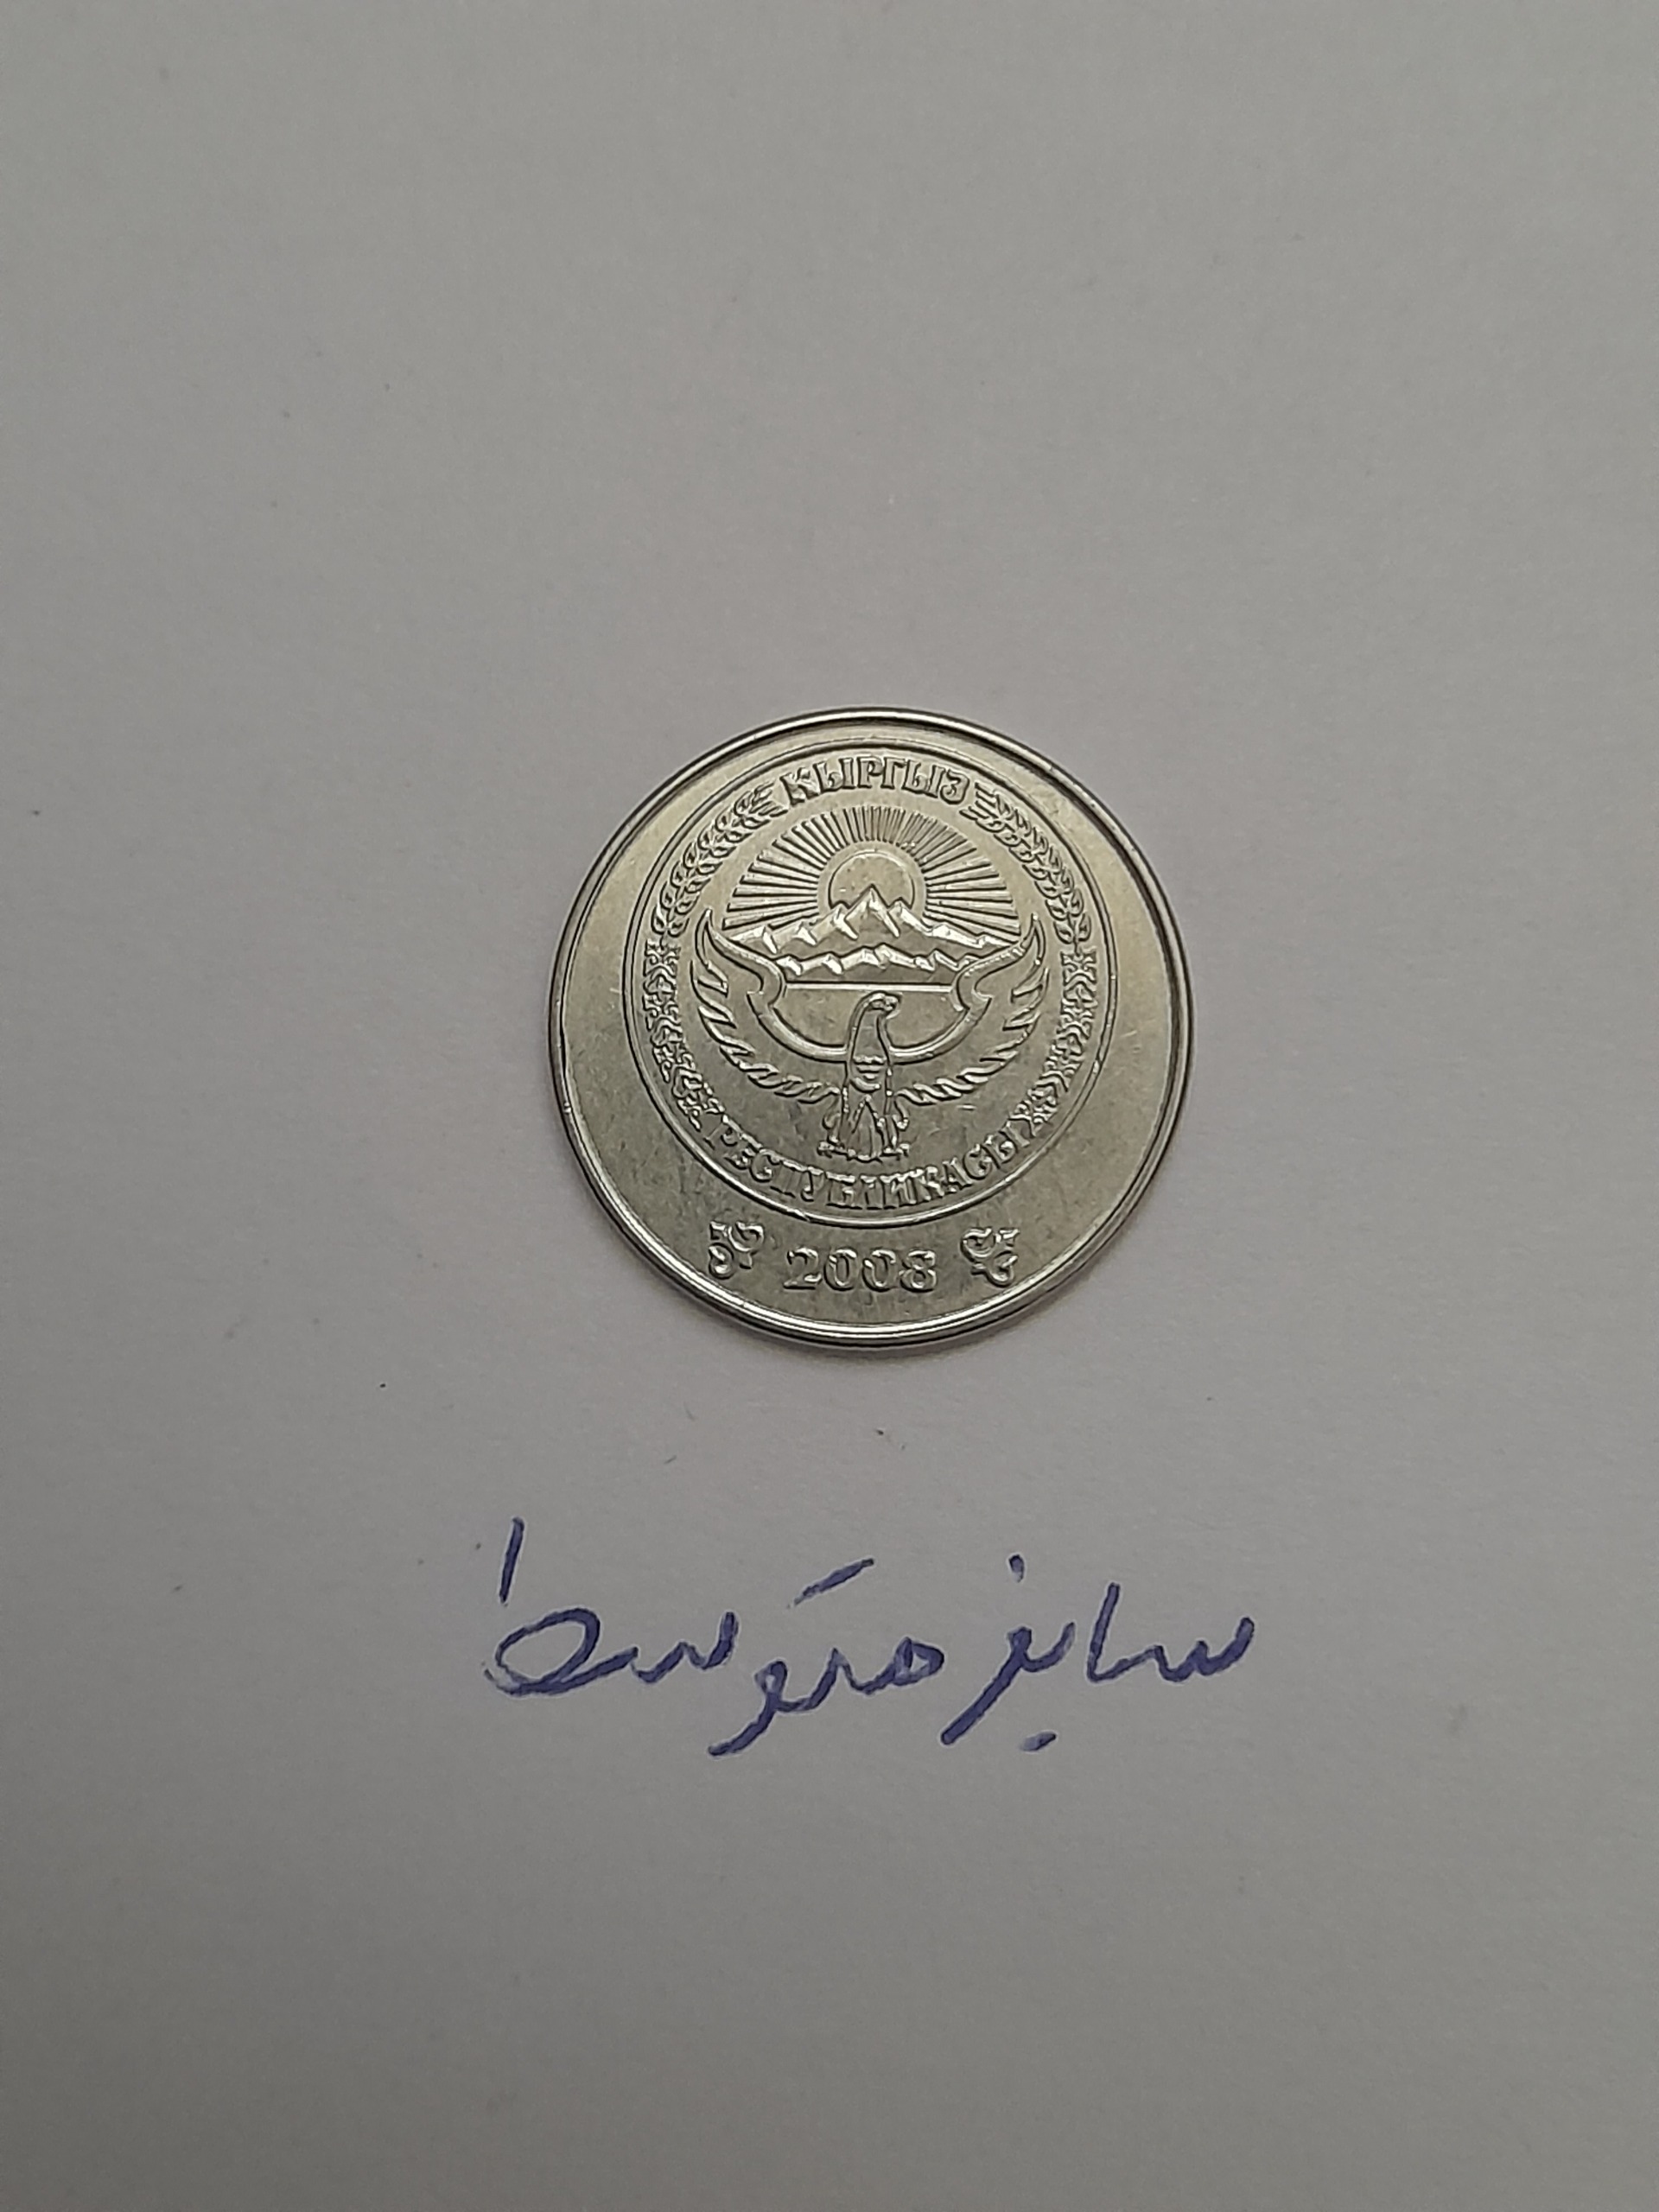 КЫРГЫЗ
РЕСПУБЛИКАСЫ
2008
سایز متوسط